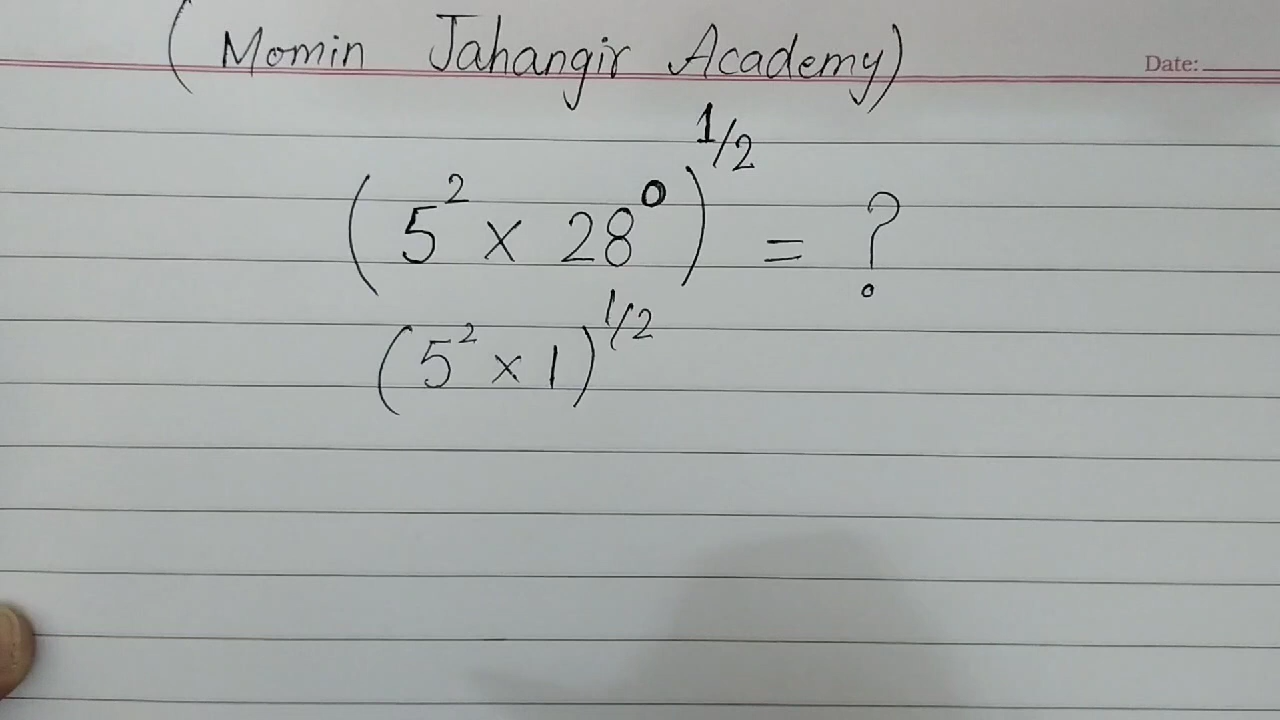 (Momin Jahangir Academy)
Date:
(5² × 28⁰)^1/2 = ?
(5² × 1)^1/2